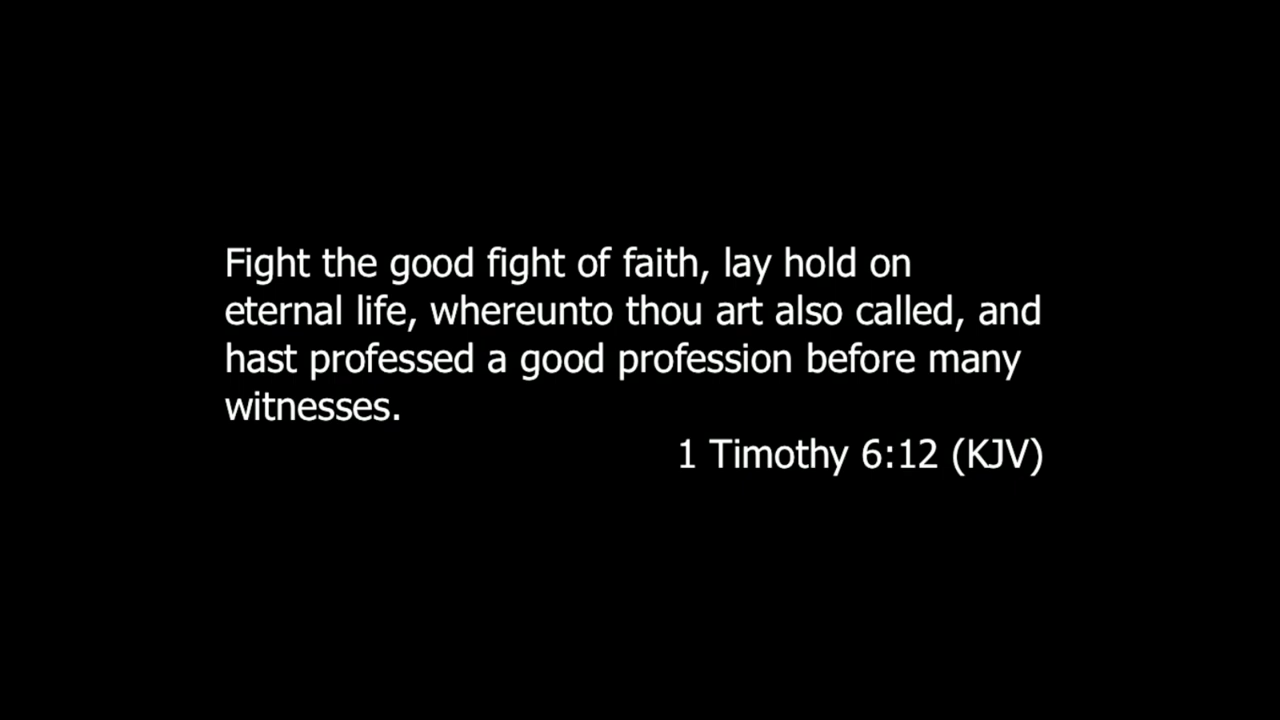 Fight the good fight of faith, lay hold on
eternal life, whereunto thou art also called, and
hast professed a good profession before many
witnesses.
1 Timothy 6:12 (KJV)